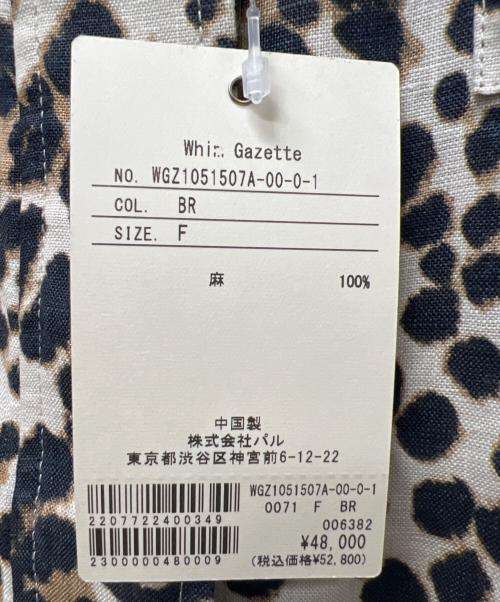 Whim Gazette
NO. WGZ1051507A-00-0-1
COL. BR
SIZE. F
麻 100%
中国製
株式会社パル
東京都渋谷区神宮前6-12-22
2207722400349
2300000480009
WGZ1051507A-00-0-1
0071 F BR
006382
¥48,000
(税込価格¥52,800)